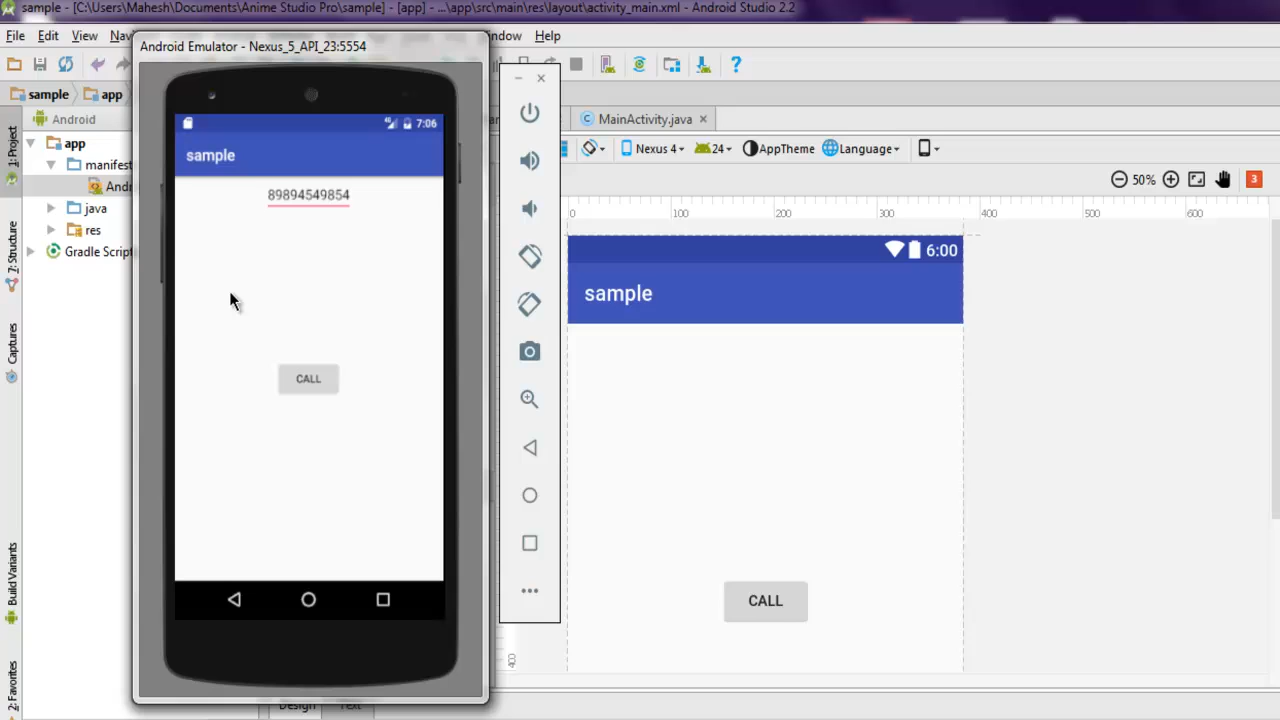 sample - [C:\Users\Mahesh\Documents\Anime Studio Pro\sample] - [app] - ...\app\src\main\res\layout\activity_main.xml - Android Studio 2.2
File Edit View Help
Android Emulator - Nexus_5_API_23:5554
sample app
Android
MainActivity.java
1: Project
app
manifest
java
res
Gradle Script
7: Structure
Captures
Build Variants
2: Favorites
7:06
sample
89894549854
CALL
Nexus 4 24 AppTheme Language
50% 3
0 100 200 300 400 500 600
6:00
sample
CALL
400
Design Text